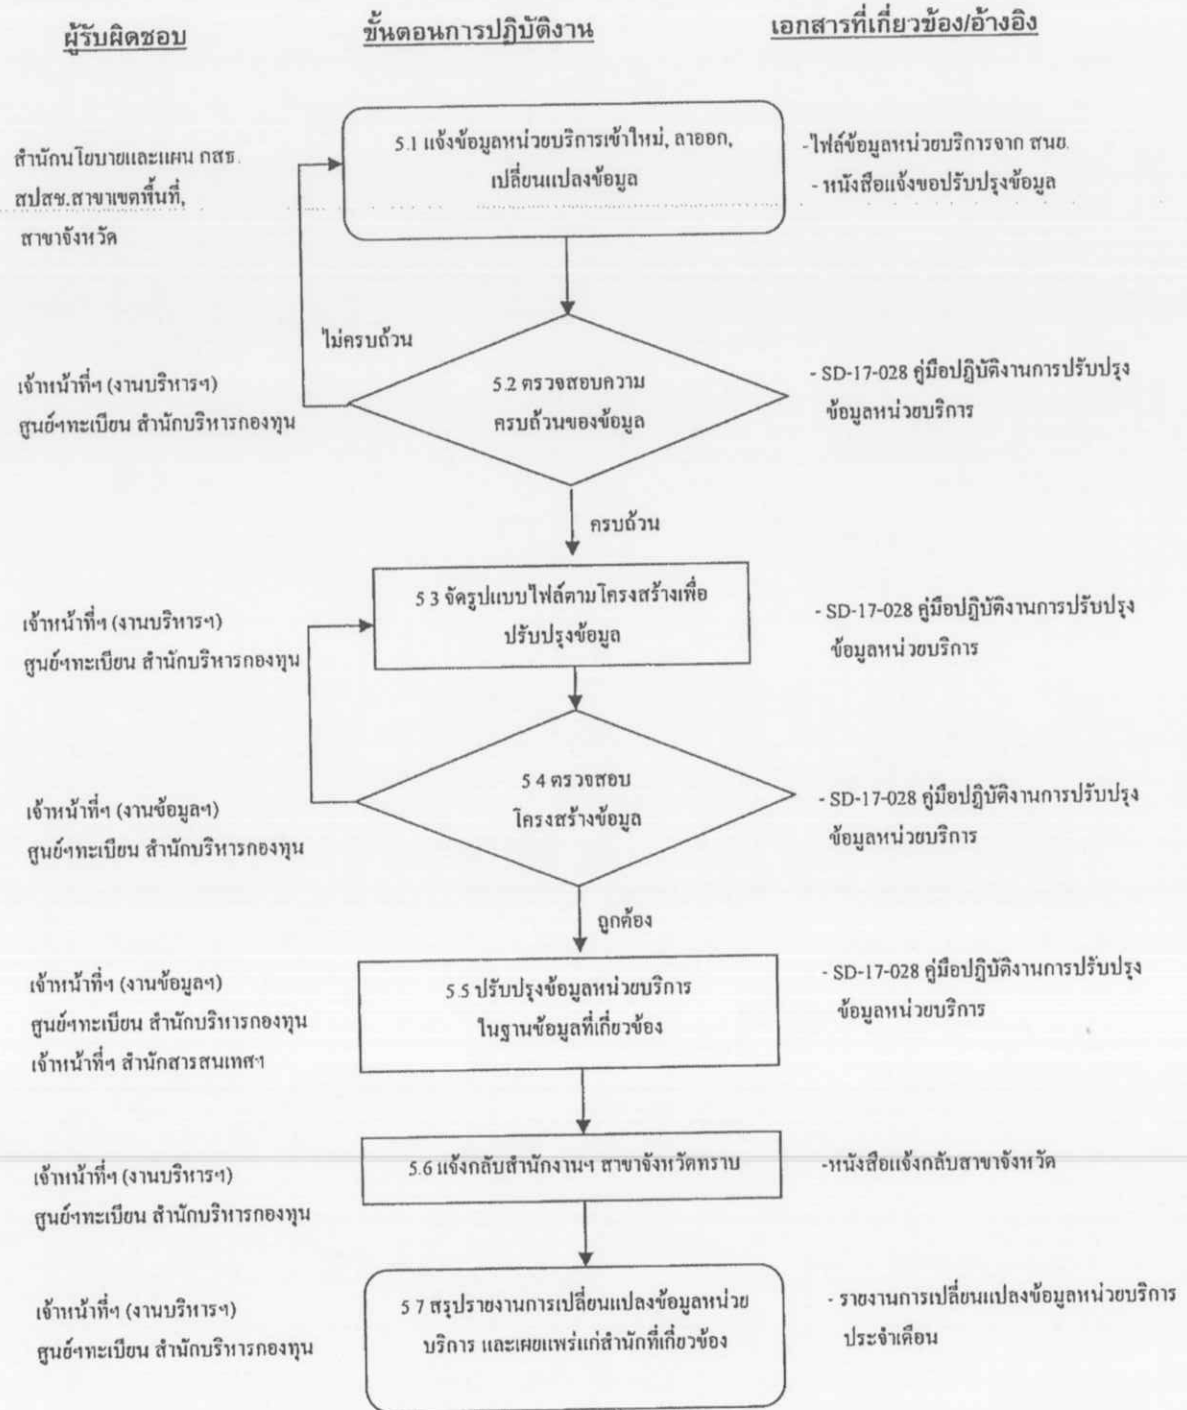 ผู้รับผิดชอบ
ขั้นตอนการปฏิบัติงาน
เอกสารที่เกี่ยวข้อง/อ้างอิง
สำนักนโยบายและแผน กสธ.
สปสช.สาขาเขตพื้นที่,
สาขาจังหวัด
5.1 แจ้งข้อมูลหน่วยบริการเข้าใหม่, ลาออก,
เปลี่ยนแปลงข้อมูล
-ไฟล์ข้อมูลหน่วยบริการจาก สนย.
- หนังสือแจ้งขอปรับปรุงข้อมูล
ไม่ครบถ้วน
เจ้าหน้าที่ฯ (งานบริหารฯ)
ศูนย์ฯทะเบียน สำนักบริหารกองทุน
5.2 ตรวจสอบความ
ครบถ้วนของข้อมูล
- SD-17-028 คู่มือปฏิบัติงานการปรับปรุง
ข้อมูลหน่วยบริการ
ครบถ้วน
เจ้าหน้าที่ฯ (งานบริหารฯ)
ศูนย์ฯทะเบียน สำนักบริหารกองทุน
5 3 จัดรูปแบบไฟล์ตามโครงสร้างเพื่อ
ปรับปรุงข้อมูล
- SD-17-028 คู่มือปฏิบัติงานการปรับปรุง
ข้อมูลหน่วยบริการ
เจ้าหน้าที่ฯ (งานข้อมูลฯ)
ศูนย์ฯทะเบียน สำนักบริหารกองทุน
5 4 ตรวจสอบ
โครงสร้างข้อมูล
- SD-17-028 คู่มือปฏิบัติงานการปรับปรุง
ข้อมูลหน่วยบริการ
ถูกต้อง
เจ้าหน้าที่ฯ (งานข้อมูลฯ)
ศูนย์ฯทะเบียน สำนักบริหารกองทุน
เจ้าหน้าที่ฯ สำนักสารสนเทศฯ
5.5 ปรับปรุงข้อมูลหน่วยบริการ
ในฐานข้อมูลที่เกี่ยวข้อง
- SD-17-028 คู่มือปฏิบัติงานการปรับปรุง
ข้อมูลหน่วยบริการ
เจ้าหน้าที่ฯ (งานบริหารฯ)
ศูนย์ฯทะเบียน สำนักบริหารกองทุน
5.6 แจ้งกลับสำนักงานฯ สาขาจังหวัดทราบ
-หนังสือแจ้งกลับสาขาจังหวัด
เจ้าหน้าที่ฯ (งานบริหารฯ)
ศูนย์ฯทะเบียน สำนักบริหารกองทุน
5 7 สรุปรายงานการเปลี่ยนแปลงข้อมูลหน่วย
บริการ และเผยแพร่แก่สำนักที่เกี่ยวข้อง
- รายงานการเปลี่ยนแปลงข้อมูลหน่วยบริการ
ประจำเดือน